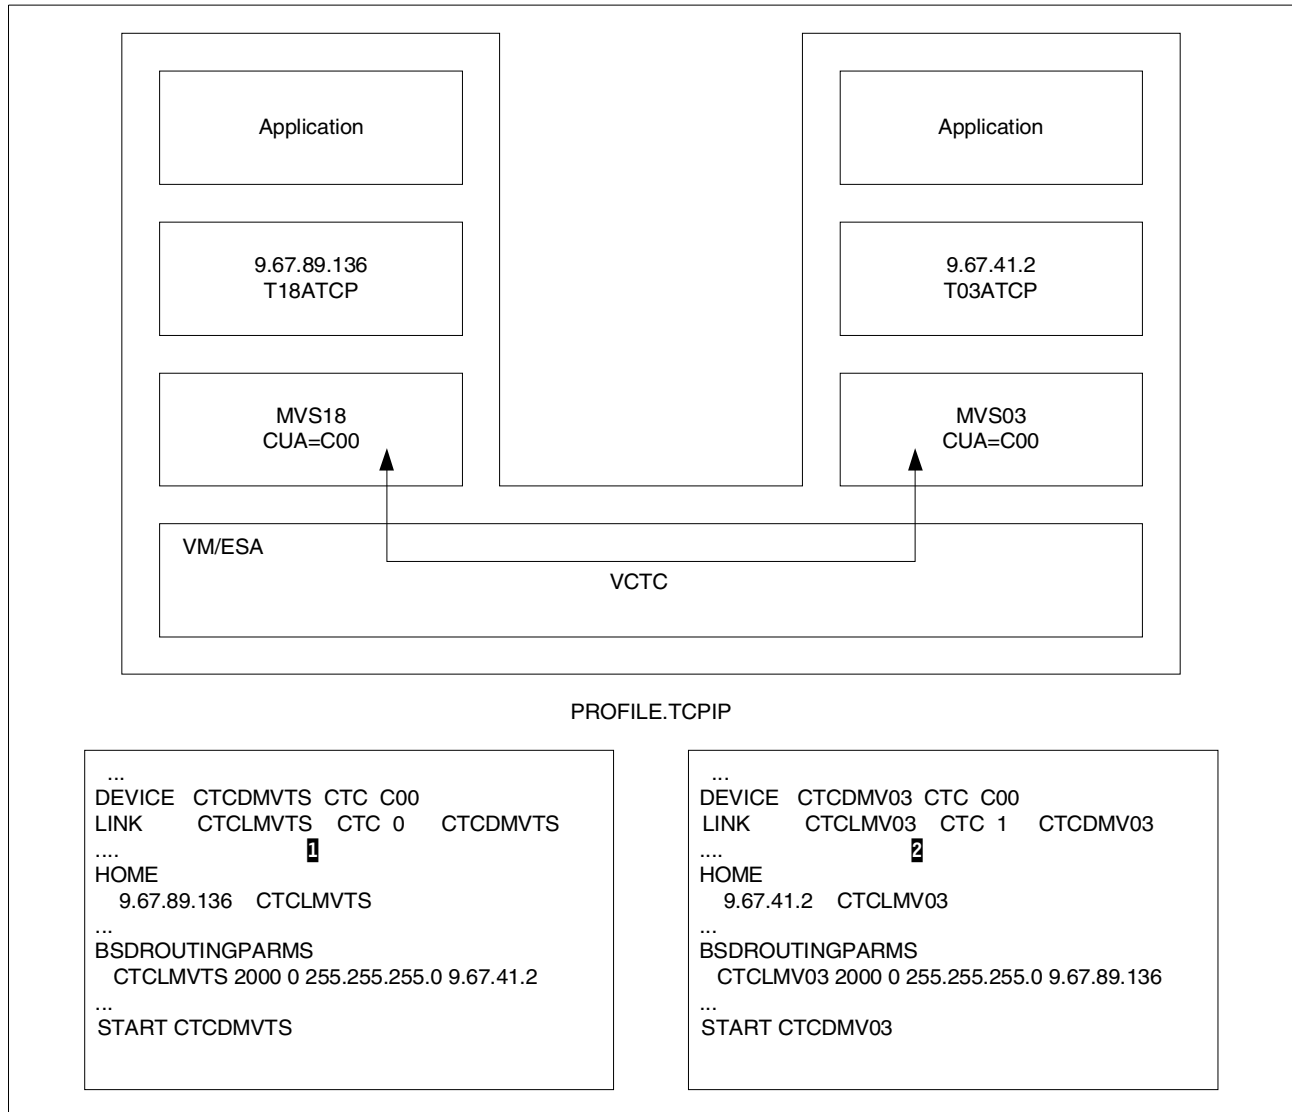 Application
9.67.89.136
T18ATCP
MVS18
CUA=C00
Application
9.67.41.2
T03ATCP
MVS03
CUA=C00
VM/ESA
VCTC
PROFILE.TCPIP
...
DEVICE CTCDMVTS CTC C00
LINK CTCLMVTS CTC 0 CTCDMVTS
.... 1
HOME
9.67.89.136 CTCLMVTS
...
BSDROUTINGPARMS
CTCLMVTS 2000 0 255.255.255.0 9.67.41.2
...
START CTCDMVTS
...
DEVICE CTCDMV03 CTC C00
LINK CTCLMV03 CTC 1 CTCDMV03
.... 2
HOME
9.67.41.2 CTCLMV03
...
BSDROUTINGPARMS
CTCLMV03 2000 0 255.255.255.0 9.67.89.136
...
START CTCDMV03